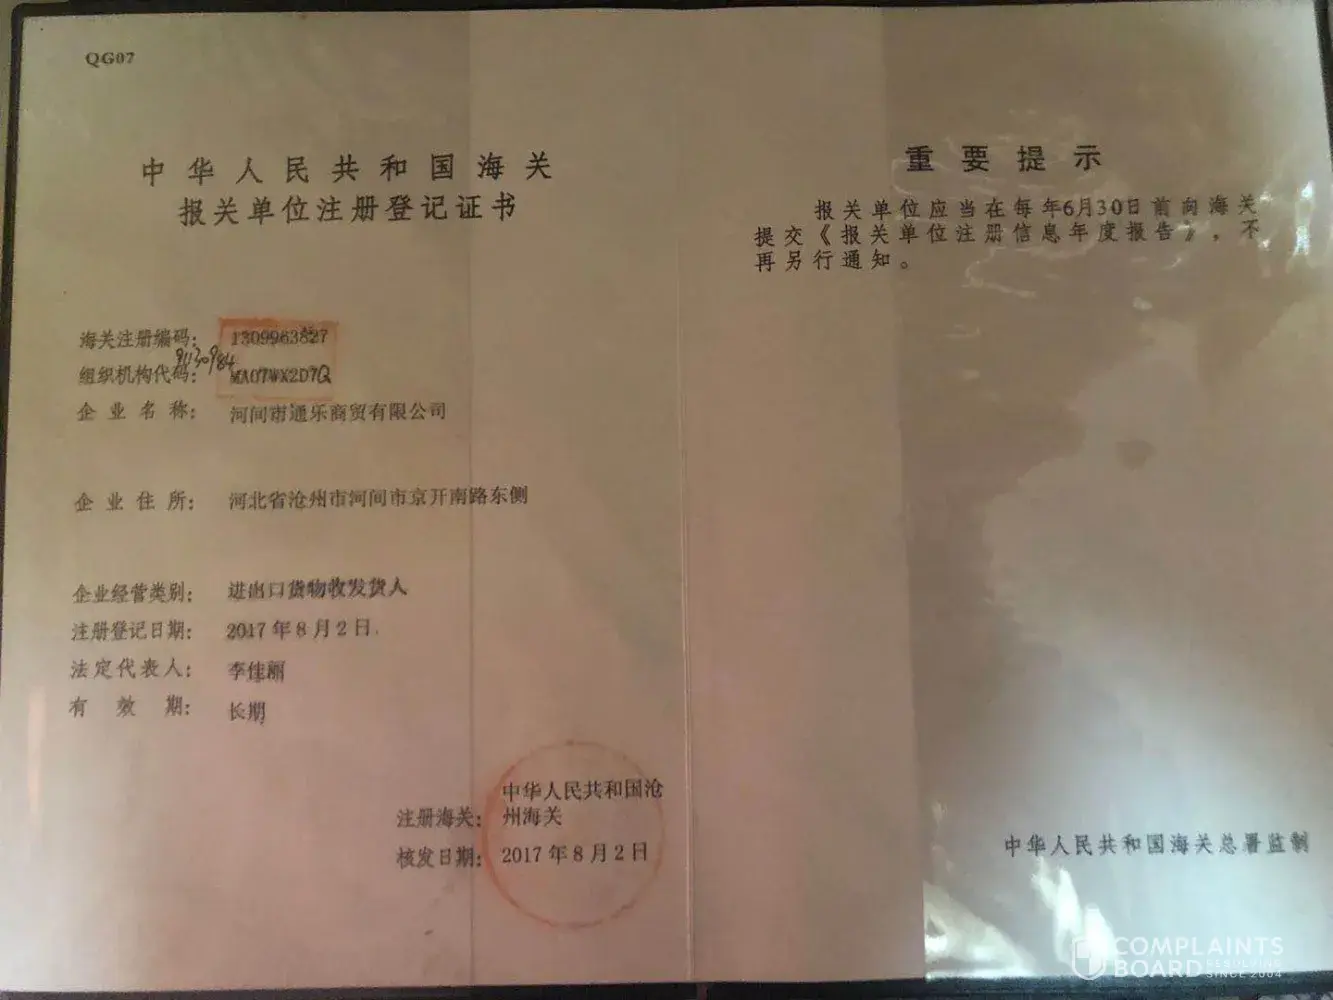 QG07
中华人民共和国海关
报关单位注册登记证书
海关注册编码： 1309963827
91130984
组织机构代码： MA07WX2D7Q
企业名称： 河间市通乐商贸有限公司
企业住所： 河北省沧州市河间市京开南路东侧
企业经营类别： 进出口货物收发货人
注册登记日期： 2017年8月2日
法定代表人： 李佳丽
有效期： 长期
中华人民共和国沧
注册海关： 州海关
核发日期： 2017年8月2日
重要提示
报关单位应当在每年6月30日前向海关
提交《报关单位注册信息年度报告》，不
再另行通知。
中华人民共和国海关总署监制
COMPLAINTS
BOARD
SINCE 2004